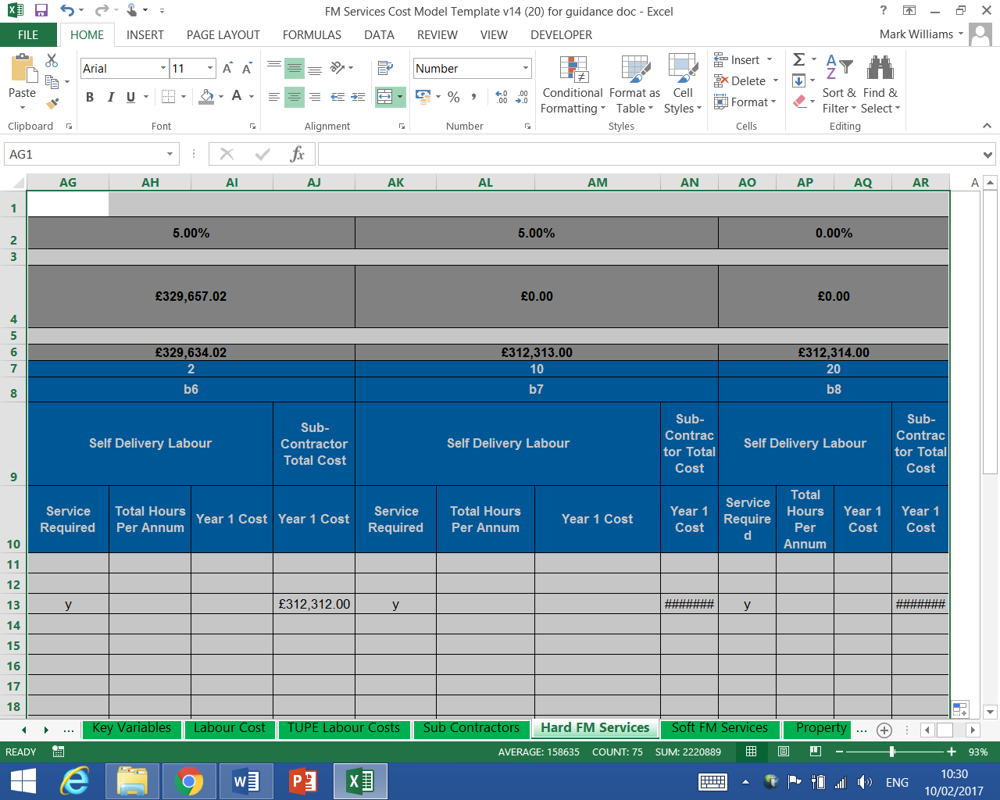 FM Services Cost Model Template v14 (20) for guidance doc - Excel
?
FILE HOME INSERT PAGE LAYOUT FORMULAS DATA REVIEW VIEW DEVELOPER Mark Williams
Paste
Arial 11
B I U A
Number
% ,
Conditional Formatting
Format as Table
Cell Styles
Insert
Delete
Format
Sort & Filter
Find & Select
Clipboard Font Alignment Number Styles Cells Editing
AG1 fx
AG AH AI AJ AK AL AM AN AO AP AQ AR A
1
2 5.00% 5.00% 0.00%
3
4 £329,657.02 £0.00 £0.00
5
6 £329,634.02 £312,313.00 £312,314.00
7 2 10 20
8 b6 b7 b8
9 Self Delivery Labour
Sub-
Contractor
Total Cost
Self Delivery Labour
Sub-
Contrac
tor Total
Cost
Self Delivery Labour
Sub-
Contrac
tor Total
Cost
10 Service
Required
Total Hours
Per Annum
Year 1 Cost
Year 1 Cost
Service
Required
Total Hours
Per Annum
Year 1 Cost
Year 1
Cost
Service
Require
d
Total
Hours
Per
Annum
Year 1
Cost
Year 1
Cost
11
12
13 y £312,312.00 y ####### y #######
14
15
16
17
18
... Key Variables Labour Cost TUPE Labour Costs Sub Contractors Hard FM Services Soft FM Services Property ...
READY AVERAGE: 158635 COUNT: 75 SUM: 2220889 93%
ENG
10:30
10/02/2017